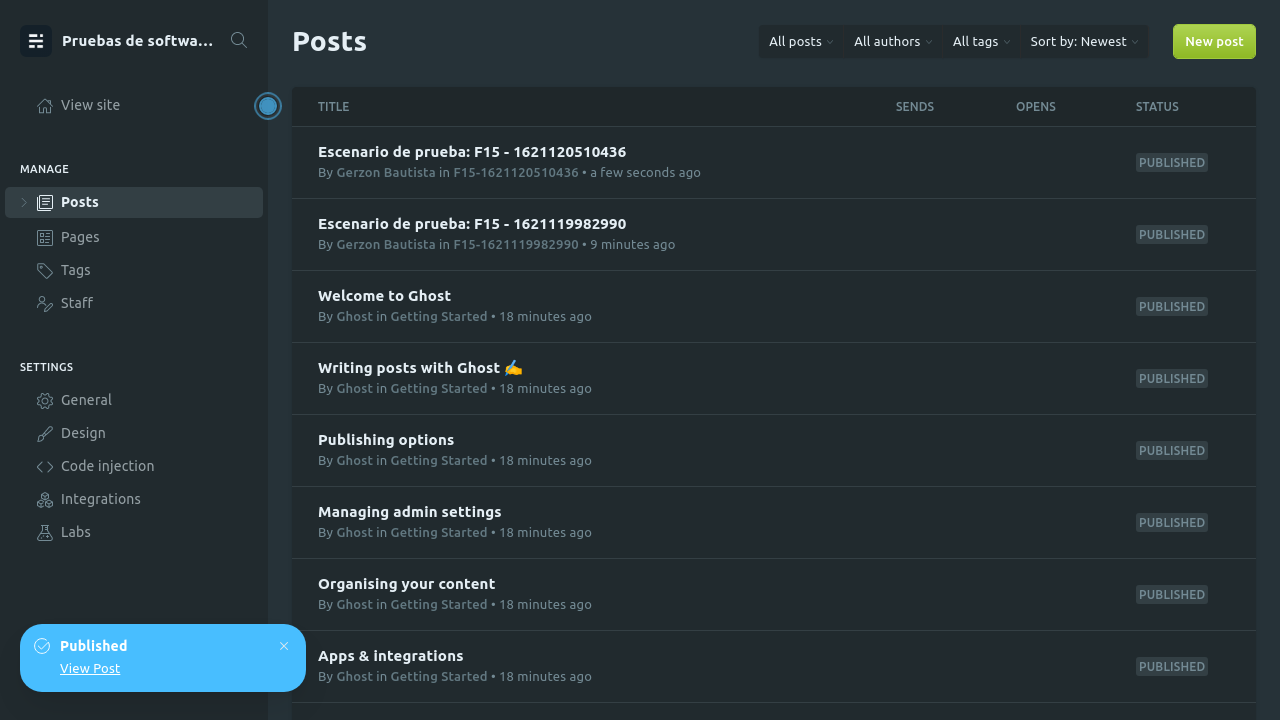 Pruebas de softwa...
View site
MANAGE
Posts
Pages
Tags
Staff
SETTINGS
General
Design
Code injection
Integrations
Labs
Published
View Post
Posts
All posts
All authors
All tags
Sort by: Newest
New post
TITLE SENDS OPENS STATUS
Escenario de prueba: F15 - 1621120510436
By Gerzon Bautista in F15-1621120510436 • a few seconds ago
PUBLISHED
Escenario de prueba: F15 - 1621119982990
By Gerzon Bautista in F15-1621119982990 • 9 minutes ago
PUBLISHED
Welcome to Ghost
By Ghost in Getting Started • 18 minutes ago
PUBLISHED
Writing posts with Ghost ✍️
By Ghost in Getting Started • 18 minutes ago
PUBLISHED
Publishing options
By Ghost in Getting Started • 18 minutes ago
PUBLISHED
Managing admin settings
By Ghost in Getting Started • 18 minutes ago
PUBLISHED
Organising your content
By Ghost in Getting Started • 18 minutes ago
PUBLISHED
Apps & integrations
By Ghost in Getting Started • 18 minutes ago
PUBLISHED